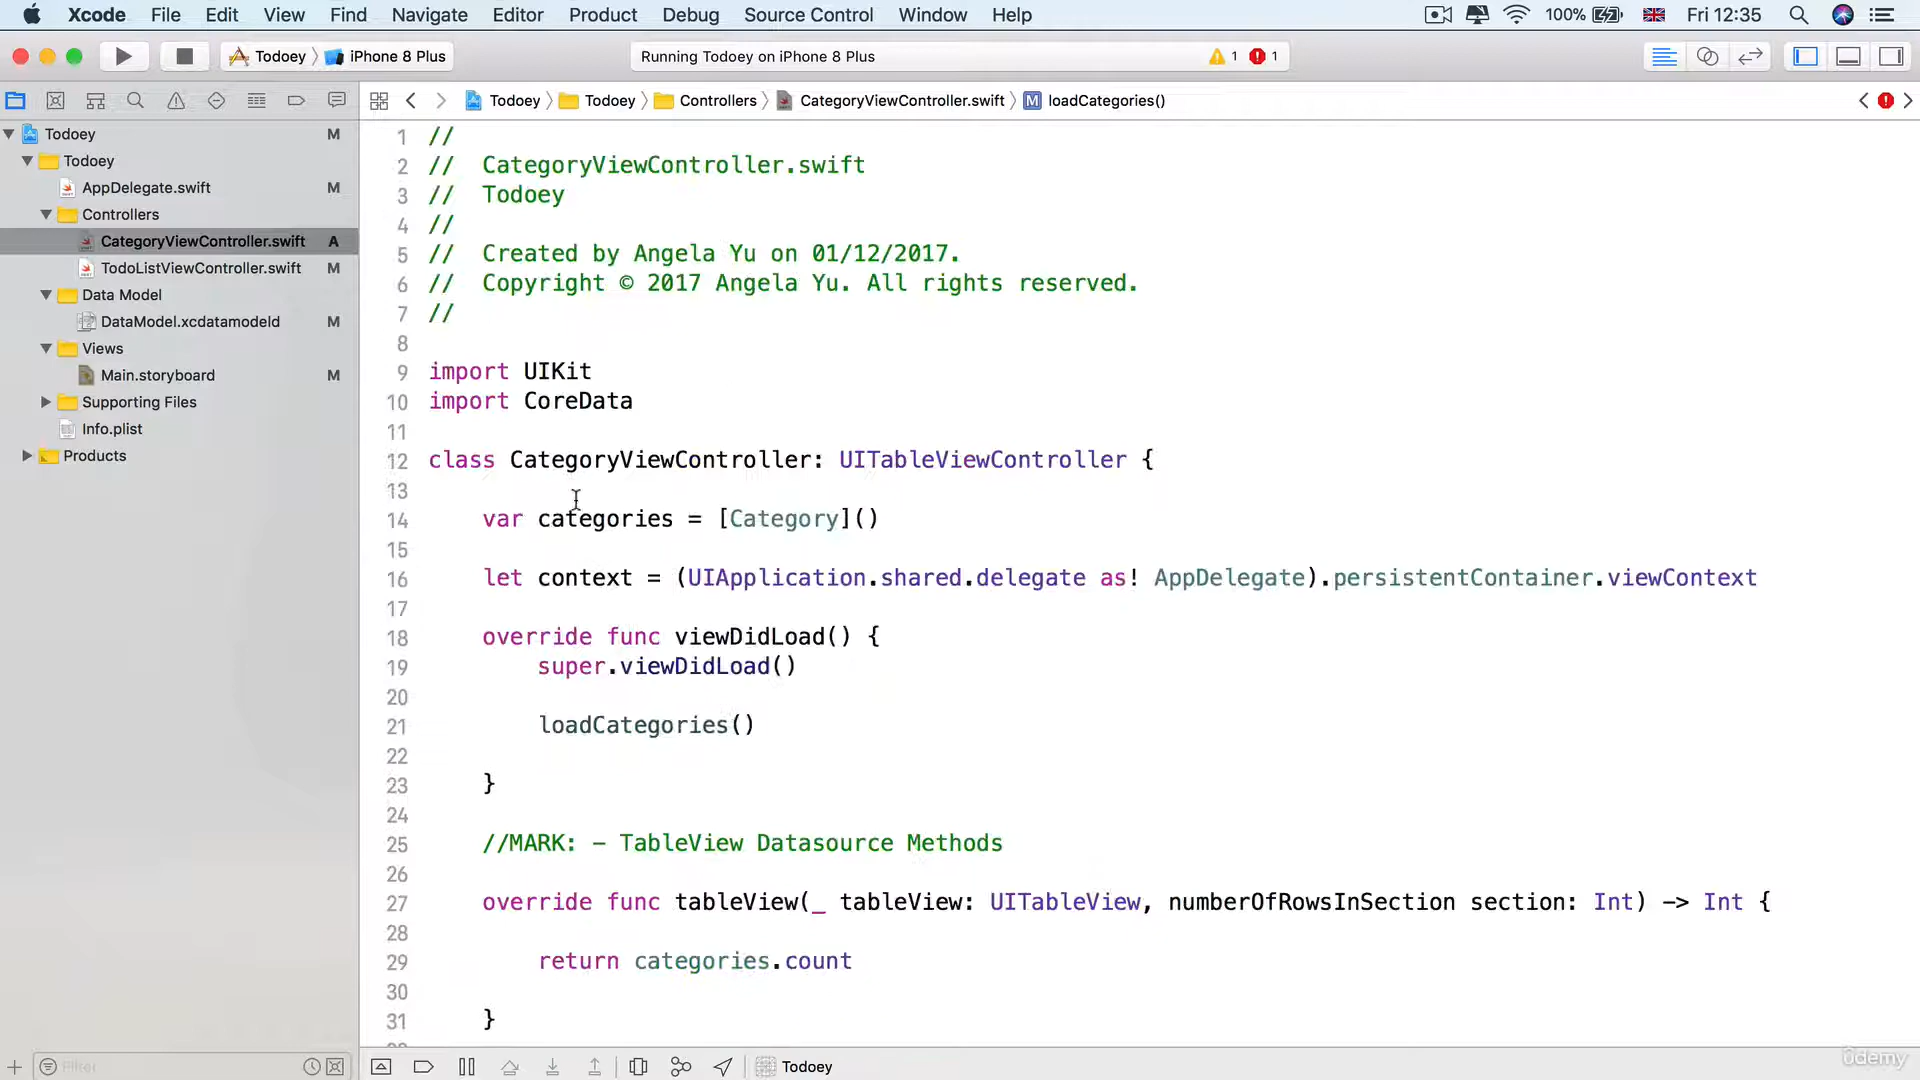 Xcode File Edit View Find Navigate Editor Product Debug Source Control Window Help 100% Fri 12:35
Todoey iPhone 8 Plus Running Todoey on iPhone 8 Plus 1 1
Todoey Todoey Controllers CategoryViewController.swift M loadCategories()
Todoey M
Todoey
AppDelegate.swift M
Controllers
CategoryViewController.swift A
TodoListViewController.swift M
Data Model
DataModel.xcdatamodeld M
Views
Main.storyboard M
Supporting Files
Info.plist
Products
Filter
1 //
2 // CategoryViewController.swift
3 // Todoey
4 //
5 // Created by Angela Yu on 01/12/2017.
6 // Copyright © 2017 Angela Yu. All rights reserved.
7 //
8
9 import UIKit
10 import CoreData
11
12 class CategoryViewController: UITableViewController {
13
14 var categories = [Category]()
15
16 let context = (UIApplication.shared.delegate as! AppDelegate).persistentContainer.viewContext
17
18 override func viewDidLoad() {
19 super.viewDidLoad()
20
21 loadCategories()
22
23 }
24
25 //MARK: - TableView Datasource Methods
26
27 override func tableView(_ tableView: UITableView, numberOfRowsInSection section: Int) -> Int {
28
29 return categories.count
30
31 }
Todoey
ûdemy